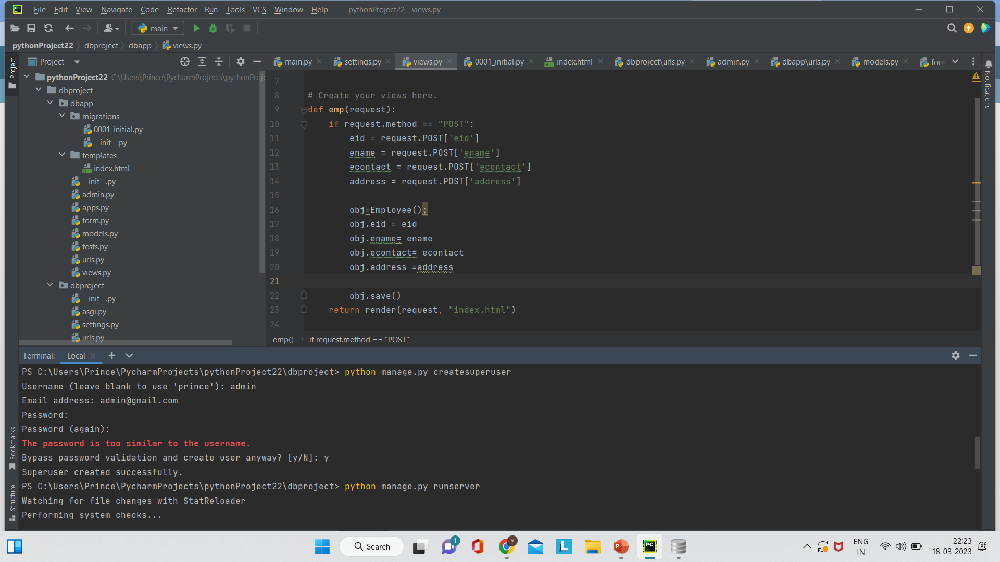 File Edit View Navigate Code Refactor Run Tools VCS Window Help pythonProject22 - views.py
main
pythonProject22 dbproject dbapp views.py
Project
Project
main.py settings.py views.py 0001_initial.py index.html dbproject\urls.py admin.py dbapp\urls.py models.py forr
Notifications
pythonProject22 C:\Users\Prince\PycharmProjects\pythonProje
dbproject
dbapp
migrations
0001_initial.py
__init__.py
templates
index.html
__init__.py
admin.py
apps.py
form.py
models.py
tests.py
urls.py
views.py
dbproject
__init__.py
asgi.py
settings.py
urls.py
7
8 # Create your views here.
9 def emp(request):
10 if request.method == "POST":
11 eid = request.POST['eid']
12 ename = request.POST['ename']
13 econtact = request.POST['econtact']
14 address = request.POST['address']
15
16 obj=Employee();
17 obj.eid = eid
18 obj.ename= ename
19 obj.econtact= econtact
20 obj.address =address
21
22 obj.save()
23 return render(request, "index.html")
24
emp() if request.method == "POST"
Terminal: Local
PS C:\Users\Prince\PycharmProjects\pythonProject22\dbproject> python manage.py createsuperuser
Username (leave blank to use 'prince'): admin
Email address: admin@gmail.com
Password:
Password (again):
The password is too similar to the username.
Bypass password validation and create user anyway? [y/N]: y
Superuser created successfully.
PS C:\Users\Prince\PycharmProjects\pythonProject22\dbproject> python manage.py runserver
Watching for file changes with StatReloader
Performing system checks...
Bookmarks
Structure
Search
1
V
L
P
PC
ENG
IN
22:23
18-03-2023